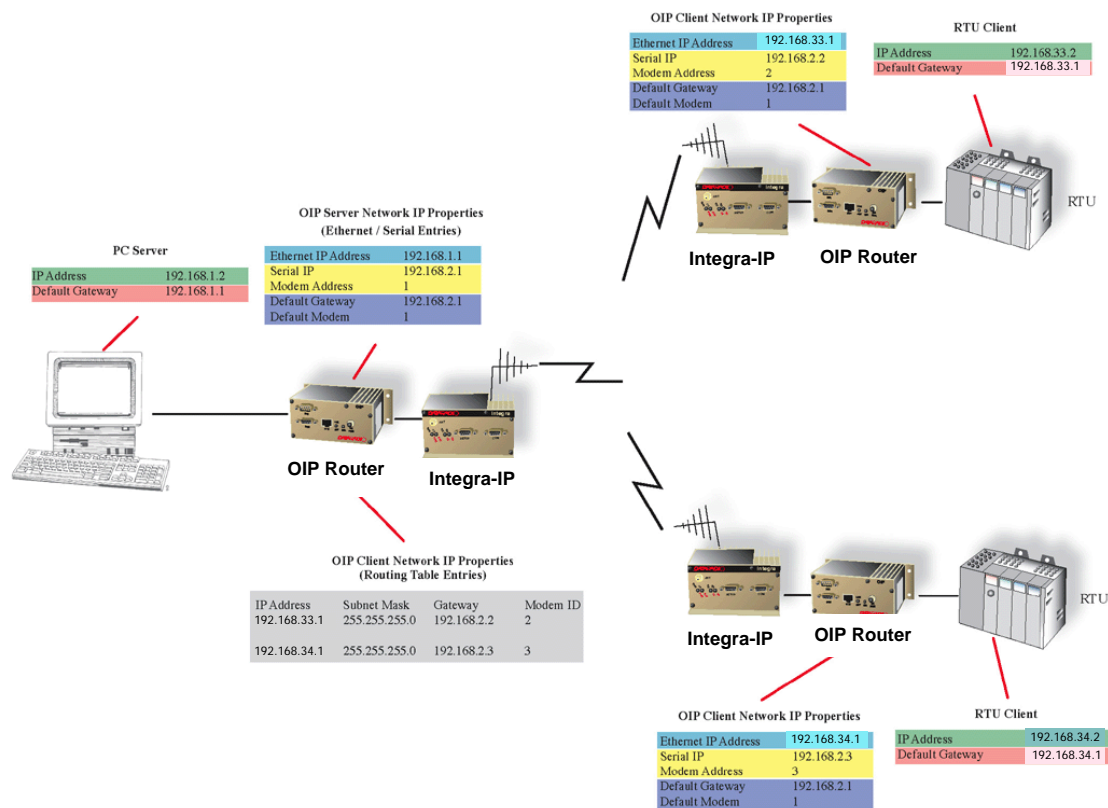 OIP Client Network IP Properties
Ethernet IP Address 192.168.33.1
Serial IP 192.168.2.2
Modem Address 2
Default Gateway 192.168.2.1
Default Modem 1
RTU Client
IP Address 192.168.33.2
Default Gateway 192.168.33.1
Integra
RTU
Integra-IP
OIP Router
OIP Server Network IP Properties
(Ethernet / Serial Entries)
Ethernet IP Address 192.168.1.1
Serial IP 192.168.2.1
Modem Address 1
Default Gateway 192.168.2.1
Default Modem 1
PC Server
IP Address 192.168.1.2
Default Gateway 192.168.1.1
Integra
OIP Router
Integra-IP
OIP Client Network IP Properties
(Routing Table Entries)
IP Address Subnet Mask Gateway Modem ID
192.168.33.1 255.255.255.0 192.168.2.2 2
192.168.34.1 255.255.255.0 192.168.2.3 3
Integra
RTU
Integra-IP
OIP Router
OIP Client Network IP Properties
Ethernet IP Address 192.168.34.1
Serial IP 192.168.2.3
Modem Address 3
Default Gateway 192.168.2.1
Default Modem 1
RTU Client
IP Address 192.168.34.2
Default Gateway 192.168.34.1